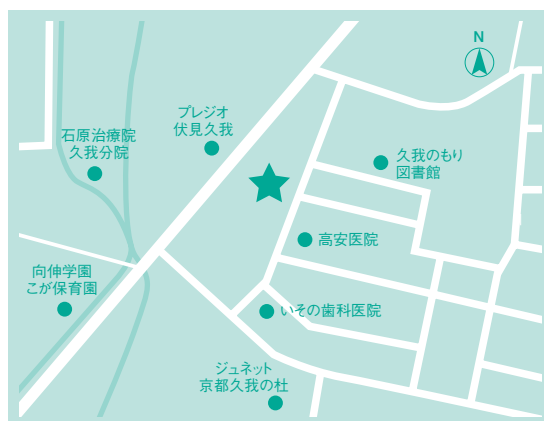 N
プレジオ
伏見久我
石原治療院
久我分院
久我のもり
図書館
高安医院
向伸学園
こが保育園
いその歯科医院
ジュネット
京都久我の杜